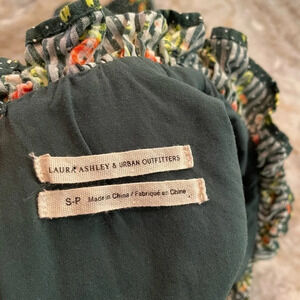 LAURA ASHLEY & URBAN OUTFITTERS
S-P Made in China / Fabriqué en Chine